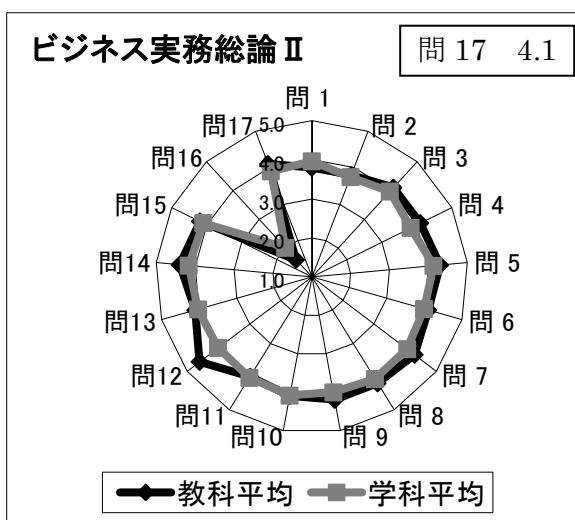 ビジネス実務総論Ⅱ
問 17 4.1
問 1
問 2
問 3
問 4
問 5
問 6
問 7
問 8
問 9
問10
問11
問12
問13
問14
問15
問16
問17
5.0
4.0
3.0
2.0
1.0
教科平均
学科平均